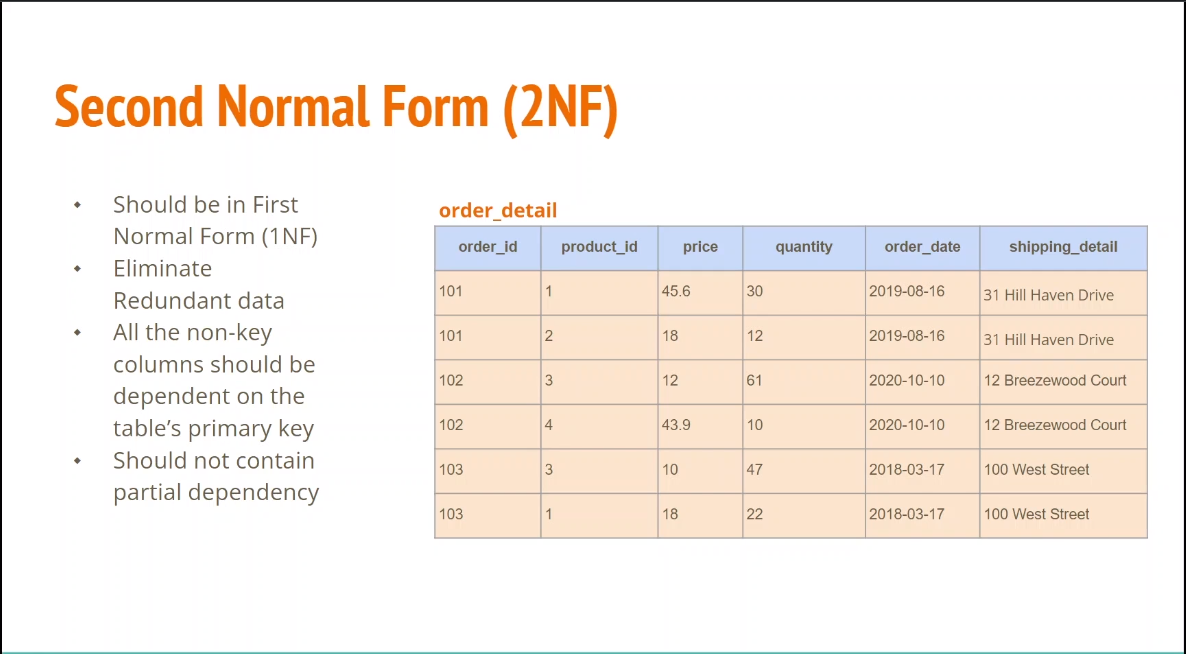 Second Normal Form (2NF)
• Should be in First
Normal Form (1NF)
• Eliminate
Redundant data
• All the non-key
columns should be
dependent on the
table’s primary key
• Should not contain
partial dependency
order_detail
order_id product_id price quantity order_date shipping_detail
101 1 45.6 30 2019-08-16 31 Hill Haven Drive
101 2 18 12 2019-08-16 31 Hill Haven Drive
102 3 12 61 2020-10-10 12 Breezewood Court
102 4 43.9 10 2020-10-10 12 Breezewood Court
103 3 10 47 2018-03-17 100 West Street
103 1 18 22 2018-03-17 100 West Street